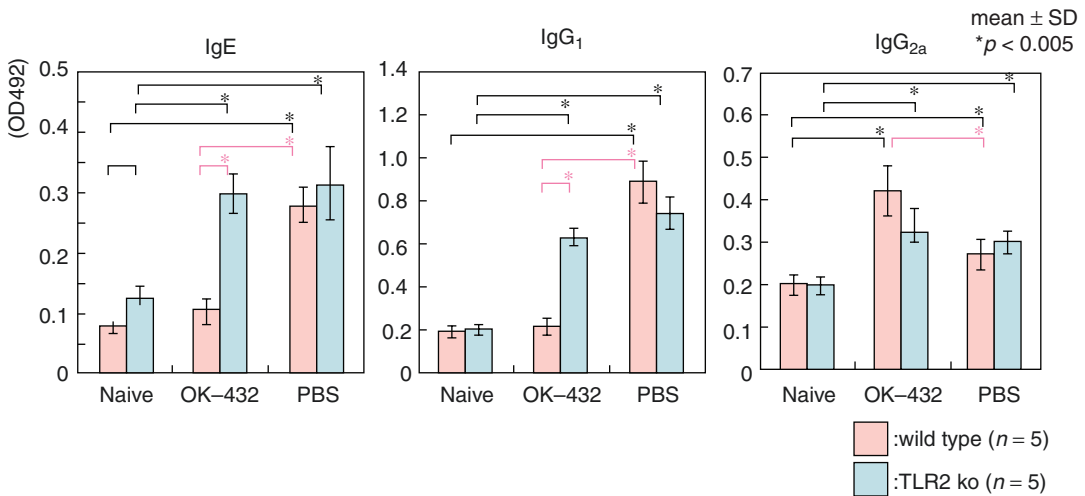 mean ± SD
*p < 0.005
IgE
IgG1
IgG2a
(OD492)
0.5
0.4
0.3
0.2
0.1
0
Naive
OK–432
PBS
* * * * *
1.4
1.2
1.0
0.8
0.6
0.4
0.2
0
Naive
OK–432
PBS
* * * * *
0.7
0.6
0.5
0.4
0.3
0.2
0.1
0
Naive
OK–432
PBS
* * * * *
:wild type (n = 5)
:TLR2 ko (n = 5)